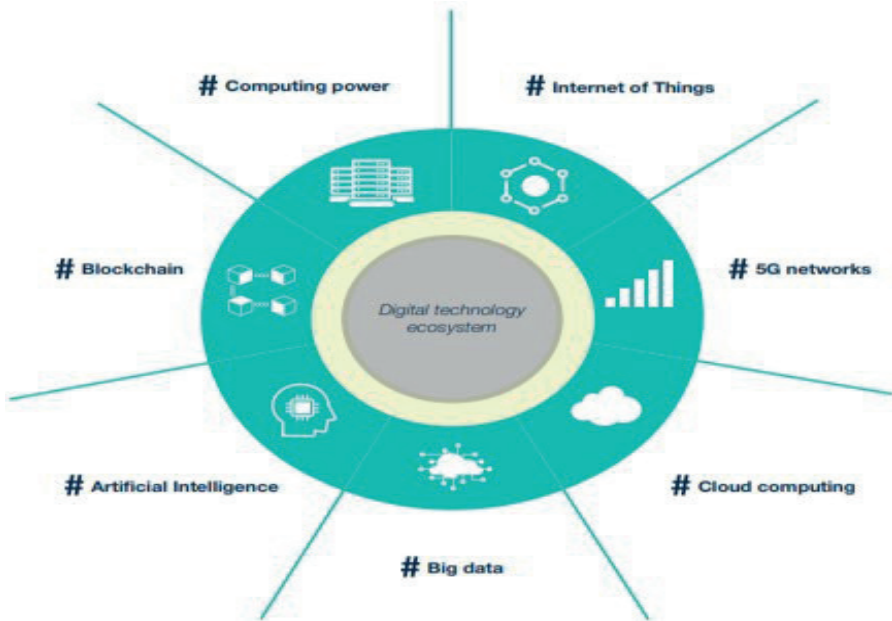 # Computing power
# Internet of Things
# Blockchain
# 5G networks
Digital technology
ecosystem
# Artificial Intelligence
# Cloud computing
# Big data